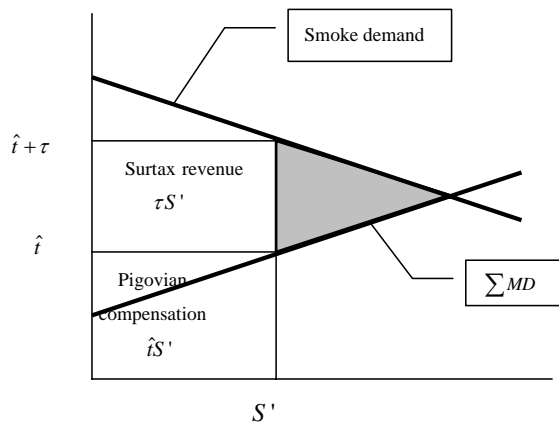 Smoke demand
t̂ + τ
Surtax revenue
τS '
t̂
Pigovian
compensation
t̂S '
∑ MD
S '